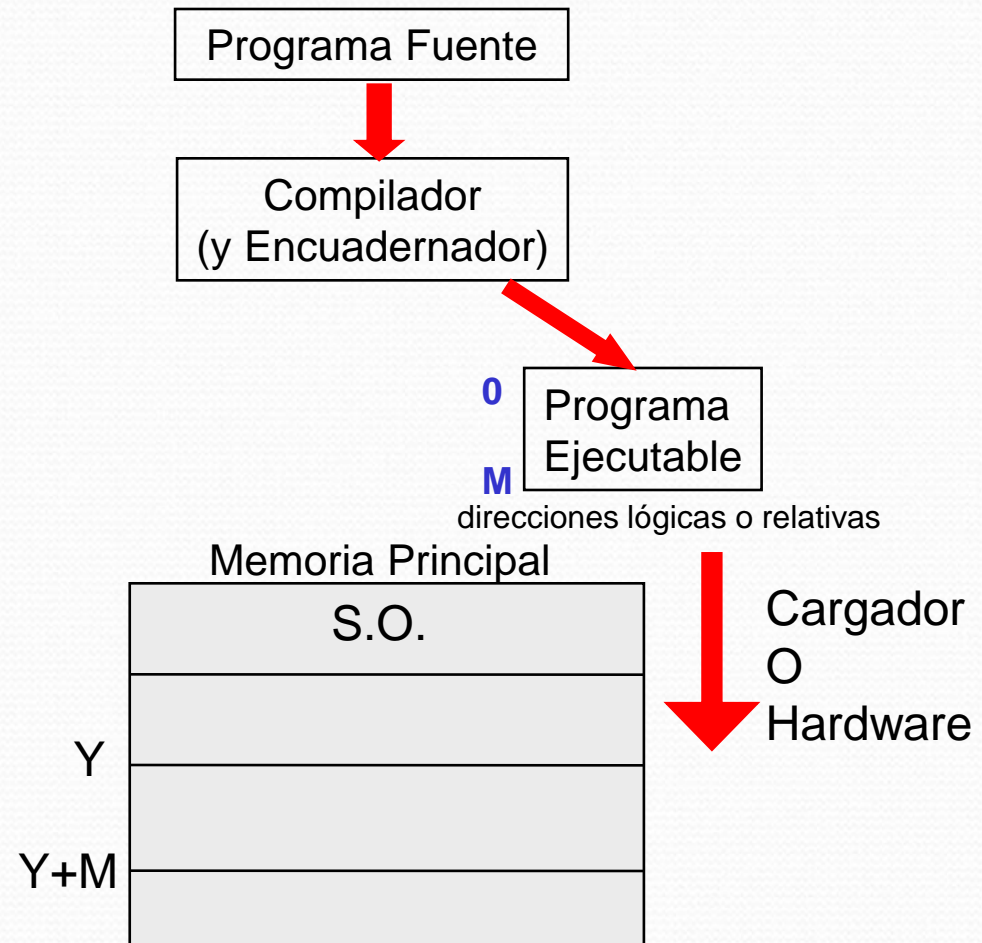 Programa Fuente
Compilador
(y Encuadernador)
0
Programa
Ejecutable
M
direcciones lógicas o relativas
Memoria Principal
S.O.
Cargador
O
Hardware
Y
Y+M